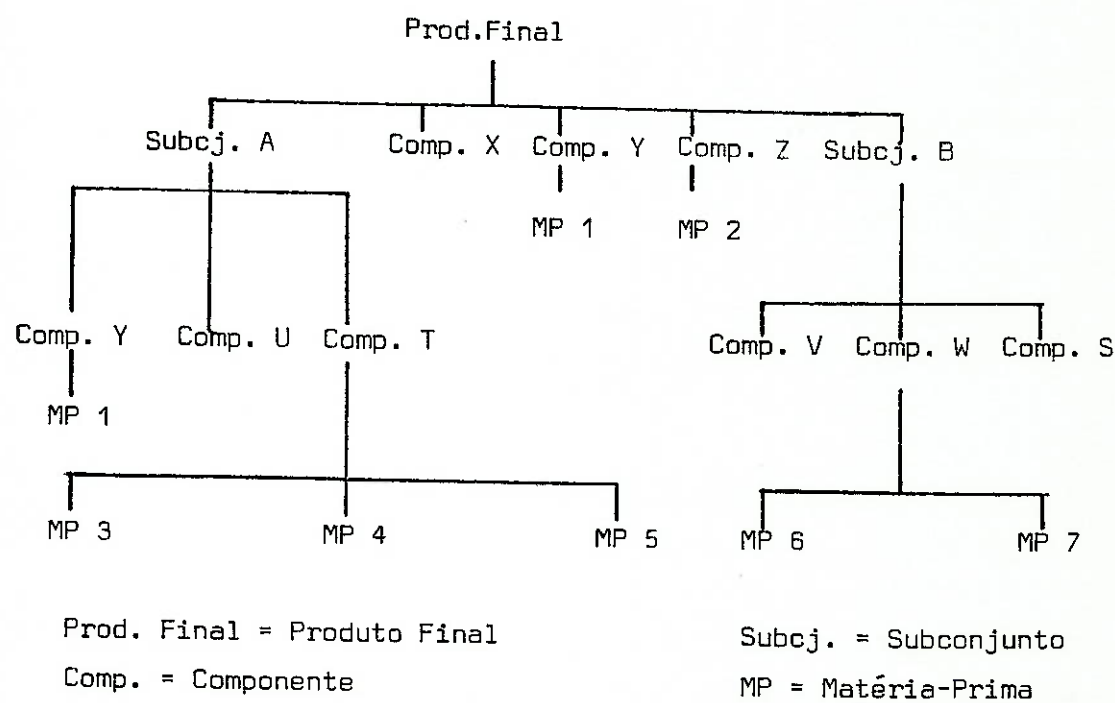 Prod.Final
Subcj. A Comp. X Comp. Y Comp. Z Subcj. B
MP 1 MP 2
Comp. Y Comp. U Comp. T Comp. V Comp. W Comp. S
MP 1
MP 3 MP 4 MP 5 MP 6 MP 7
Prod. Final = Produto Final Subcj. = Subconjunto
Comp. = Componente MP = Matéria-Prima